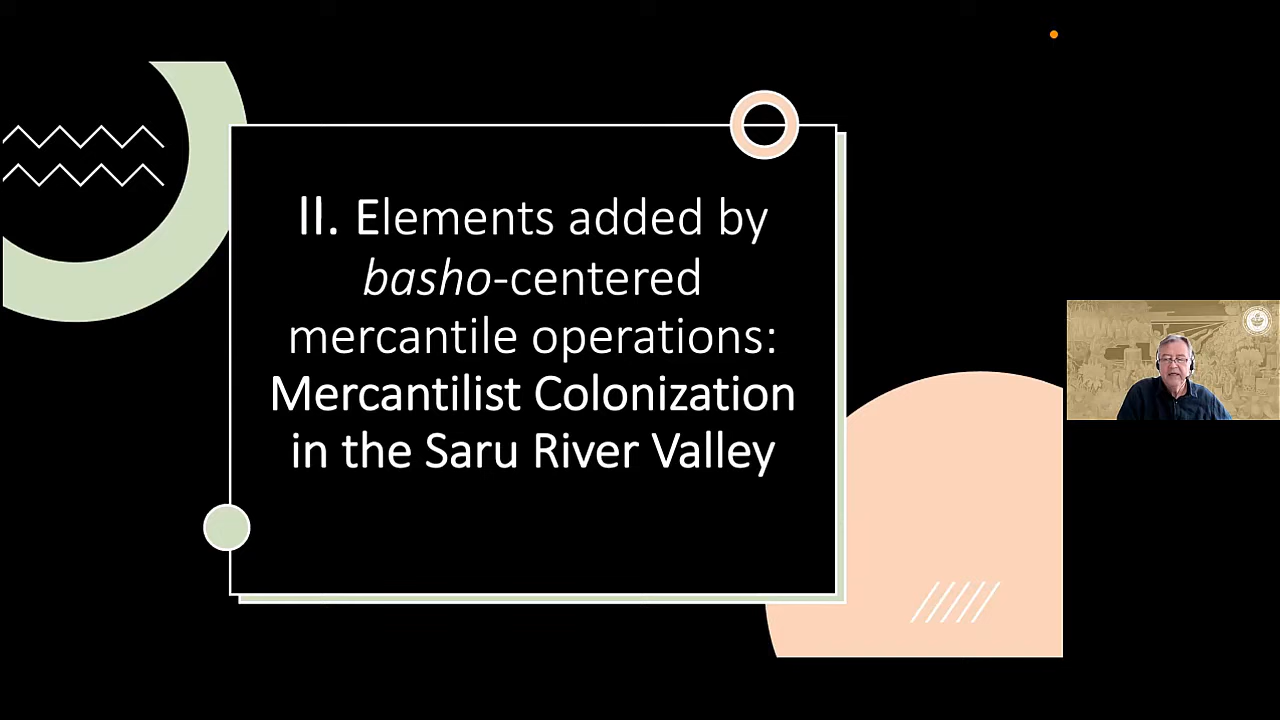 II. Elements added by
basho-centered
mercantile operations:
Mercantilist Colonization
in the Saru River Valley